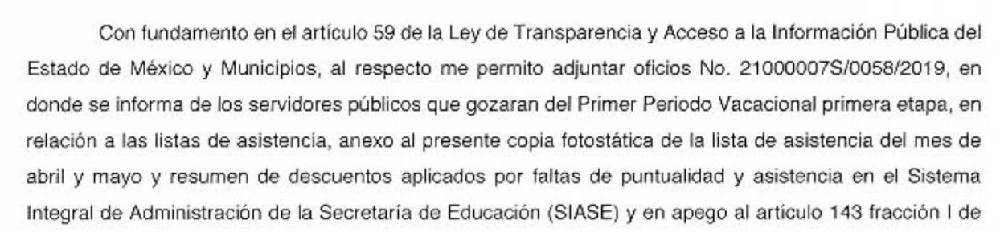 Con fundamento en el artículo 59 de la Ley de Transparencia y Acceso a la Información Pública del
Estado de México y Municipios, al respecto me permito adjuntar oficios No. 21000007S/0058/2019, en
donde se informa de los servidores públicos que gozaran del Primer Periodo Vacacional primera etapa, en
relación a las listas de asistencia, anexo al presente copia fotostática de la lista de asistencia del mes de
abril y mayo y resumen de descuentos aplicados por faltas de puntualidad y asistencia en el Sistema
Integral de Administración de la Secretaría de Educación (SIASE) y en apego al artículo 143 fracción I de